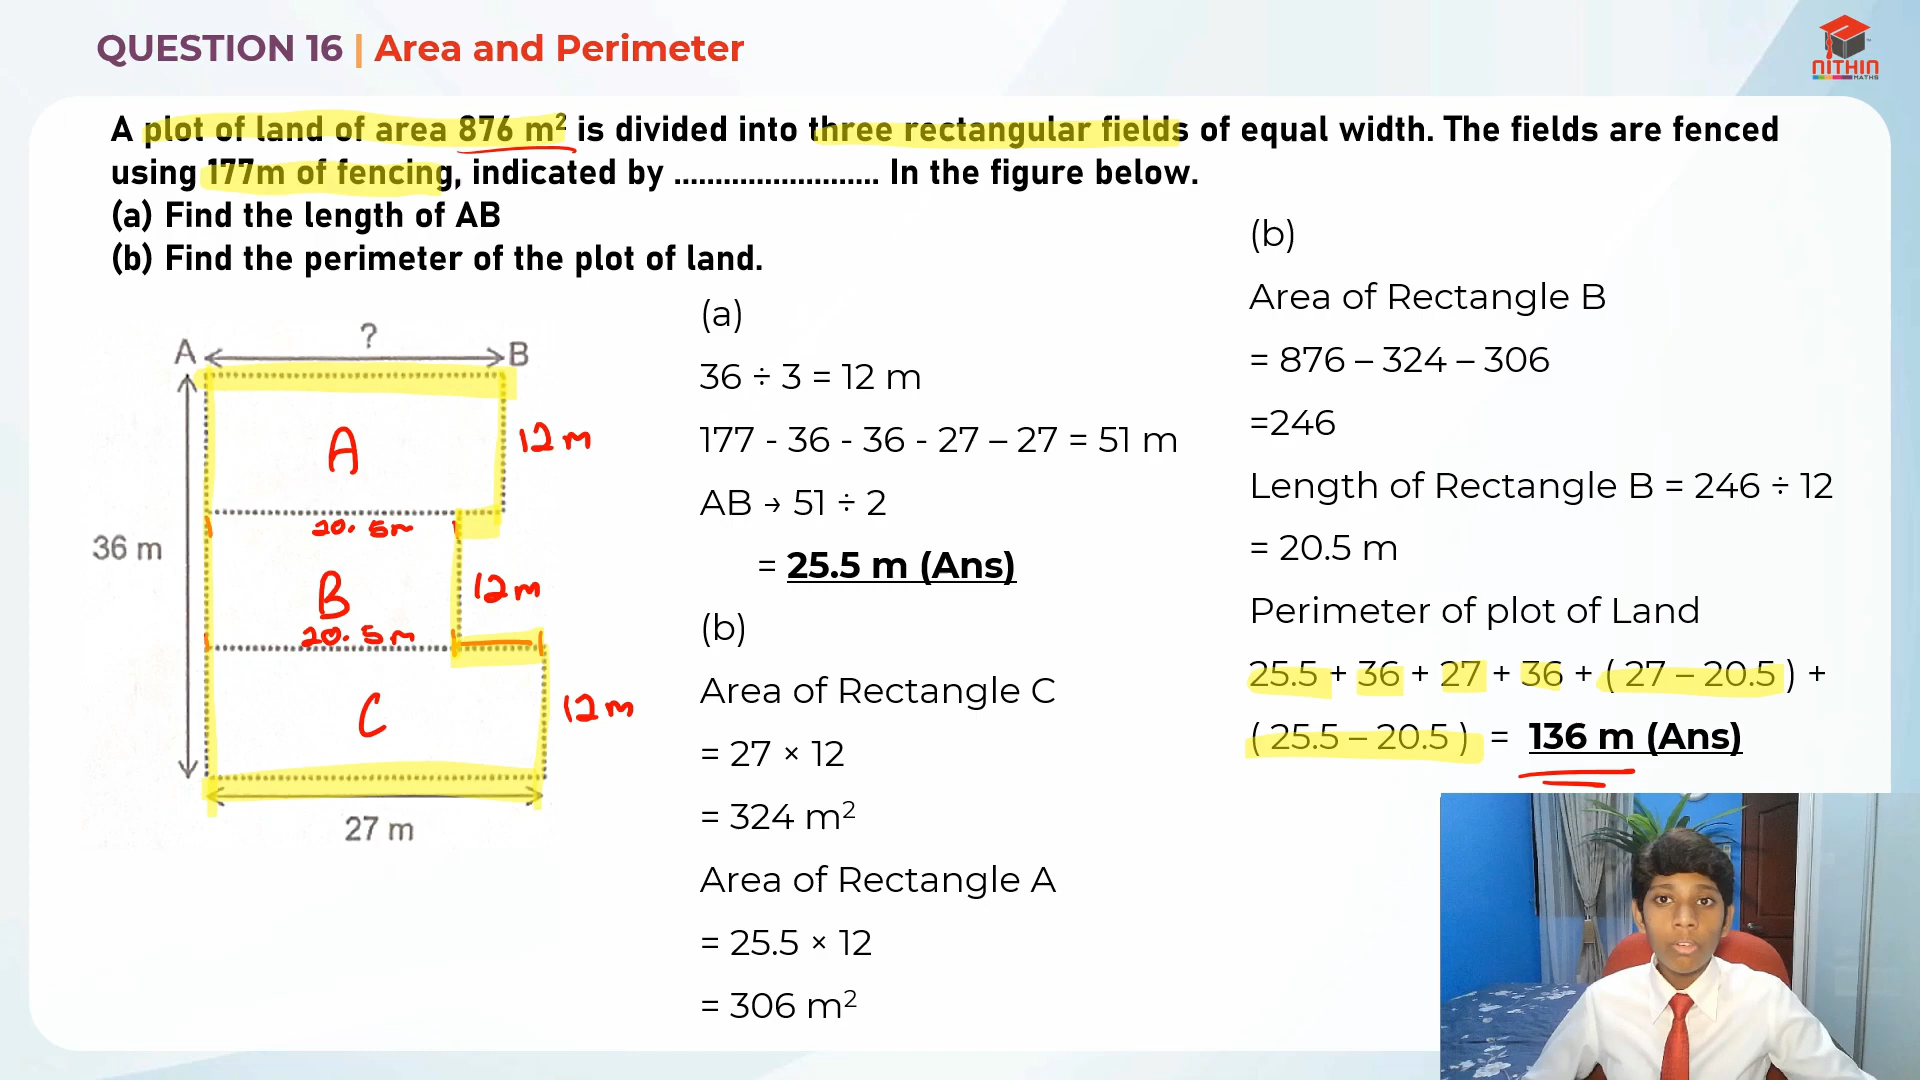 QUESTION 16 | Area and Perimeter
NITHIN
MATHS
A plot of land of area 876 m² is divided into three rectangular fields of equal width. The fields are fenced
using 177m of fencing, indicated by ......................... In the figure below.
(a) Find the length of AB
(b) Find the perimeter of the plot of land.
?
A
B
A
12m
36 m
20.5m
B
12m
20.5m
C
12m
27 m
(a)
36 ÷ 3 = 12 m
177 - 36 - 36 - 27 – 27 = 51 m
AB → 51 ÷ 2
= 25.5 m (Ans)
(b)
Area of Rectangle C
= 27 × 12
= 324 m²
Area of Rectangle A
= 25.5 × 12
= 306 m²
(b)
Area of Rectangle B
= 876 – 324 – 306
=246
Length of Rectangle B = 246 ÷ 12
= 20.5 m
Perimeter of plot of Land
25.5 + 36 + 27 + 36 + ( 27 – 20.5 ) +
( 25.5 – 20.5 ) = 136 m (Ans)